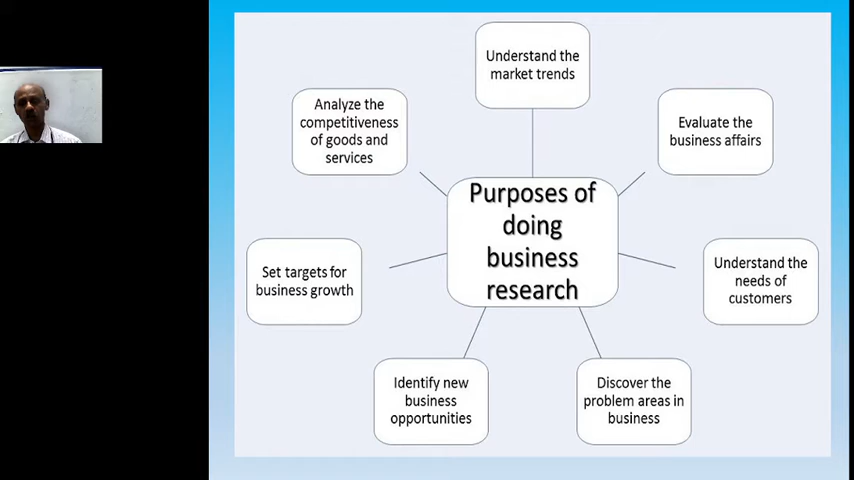 Understand the
market trends
Analyze the
competitiveness
of goods and
services
Evaluate the
business affairs
Purposes of
doing
business
research
Set targets for
business growth
Understand the
needs of
customers
Identify new
business
opportunities
Discover the
problem areas in
business